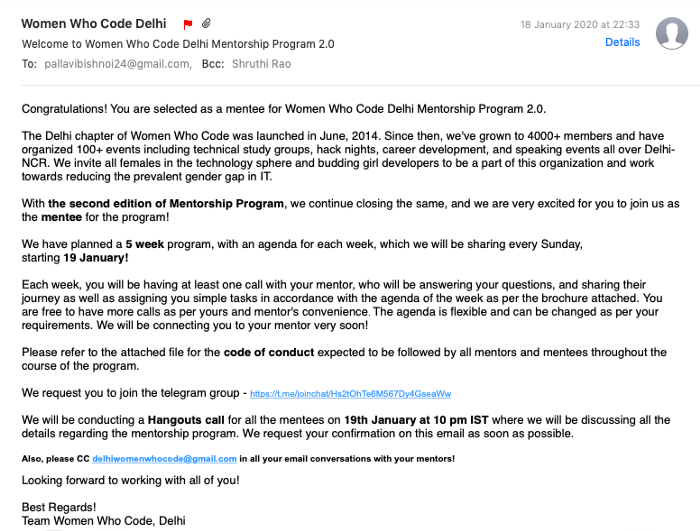 Women Who Code Delhi
18 January 2020 at 22:33
Welcome to Women Who Code Delhi Mentorship Program 2.0
Details
To: pallavibishnoi24@gmail.com, Bcc: Shruthi Rao
Congratulations! You are selected as a mentee for Women Who Code Delhi Mentorship Program 2.0.
The Delhi chapter of Women Who Code was launched in June, 2014. Since then, we've grown to 4000+ members and have
organized 100+ events including technical study groups, hack nights, career development, and speaking events all over Delhi-
NCR. We invite all females in the technology sphere and budding girl developers to be a part of this organization and work
towards reducing the prevalent gender gap in IT.
With the second edition of Mentorship Program, we continue closing the same, and we are very excited for you to join us as
the mentee for the program!
We have planned a 5 week program, with an agenda for each week, which we will be sharing every Sunday,
starting 19 January!
Each week, you will be having at least one call with your mentor, who will be answering your questions, and sharing their
journey as well as assigning you simple tasks in accordance with the agenda of the week as per the brochure attached. You
are free to have more calls as per yours and mentor's convenience. The agenda is flexible and can be changed as per your
requirements. We will be connecting you to your mentor very soon!
Please refer to the attached file for the code of conduct expected to be followed by all mentors and mentees throughout the
course of the program.
We request you to join the telegram group - https://t.me/joinchat/Hs2tOhTe6M567Dy4GseaWw
We will be conducting a Hangouts call for all the mentees on 19th January at 10 pm IST where we will be discussing all the
details regarding the mentorship program. We request your confirmation on this email as soon as possible.
Also, please CC delhiwomenwhocode@gmail.com in all your email conversations with your mentors!
Looking forward to working with all of you!
Best Regards!
Team Women Who Code, Delhi